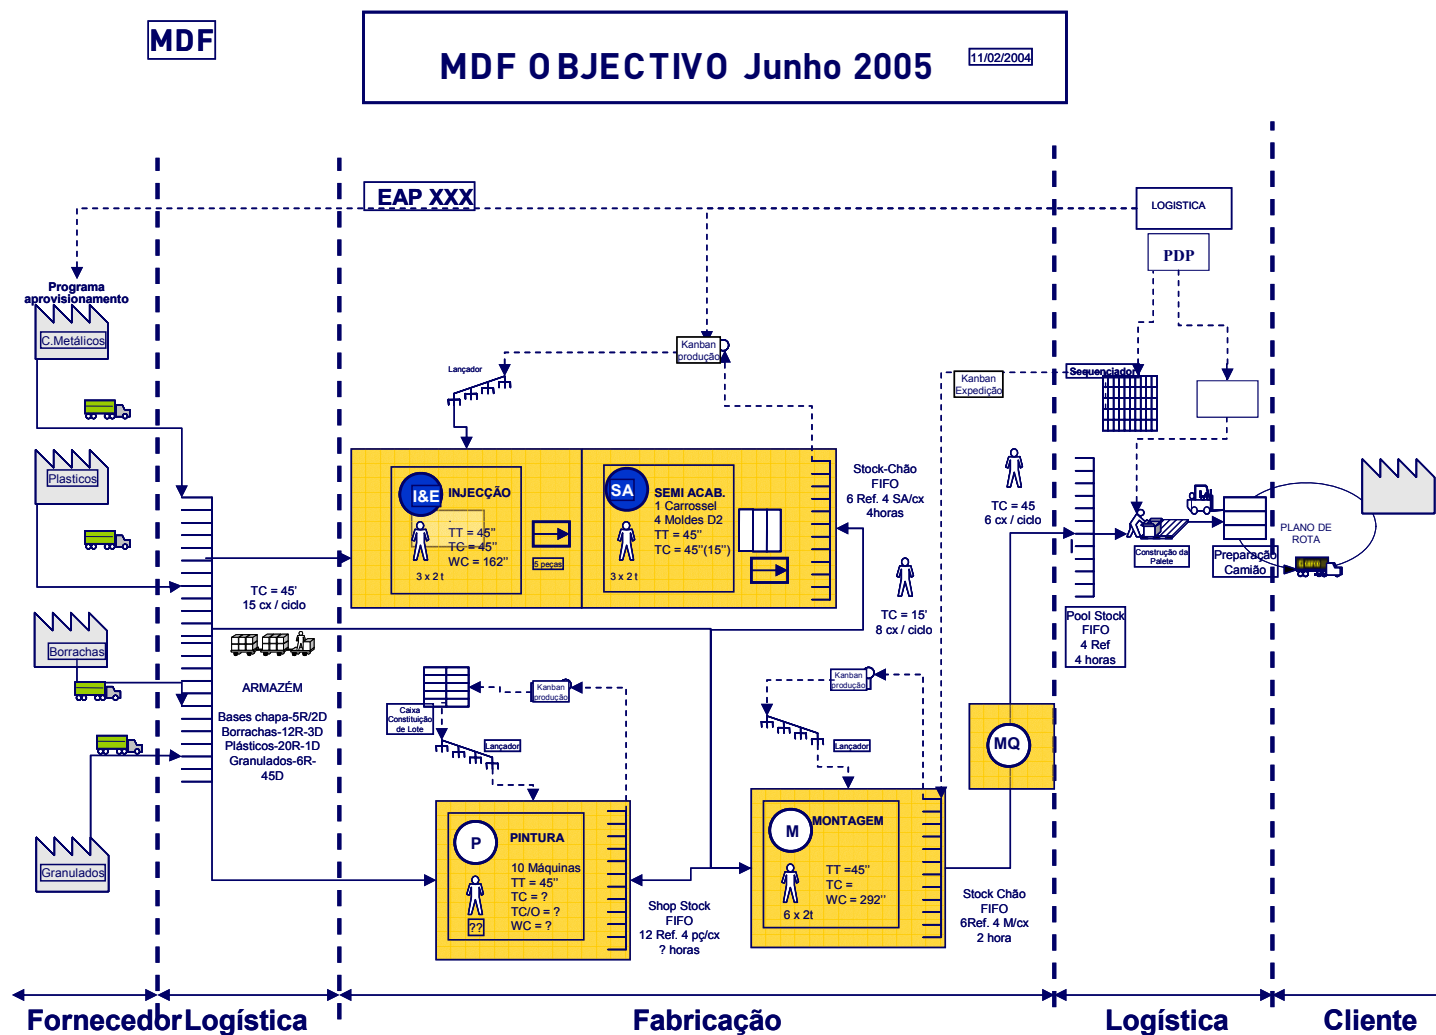 MDF
MDF OBJECTIVO Junho 2005
11/02/2004
EAP XXX
LOGISTICA
PDP
Programa
aprovisionamento
C.Metálicos
Kanban
produção
Lançador
Kanban
Expedição
Sequenciador
Plasticos
I&E
INJECÇÃO
TT = 45"
TC = 45"
WC = 162"
3 x 2 t
5 peças
SA
SEMI ACAB.
1 Carrossel
4 Moldes D2
TT = 45"
TC = 45"(15")
3 x 2 t
Stock-Chão
FIFO
6 Ref. 4 SA/cx
4horas
TC = 45
6 cx / ciclo
Construção da
Palete
Preparação
Camião
PLANO DE
ROTA
TC = 45'
15 cx / ciclo
TC = 15'
8 cx / ciclo
Pool Stock
FIFO
4 Ref
4 horas
Borrachas
ARMAZÉM
Bases chapa-5R/2D
Borrachas-12R-3D
Plásticos-20R-1D
Granulados-6R-
45D
Caixa
Constituição
de Lote
Kanban
produção
Lançador
Kanban
produção
Lançador
MQ
Granulados
P
PINTURA
10 Máquinas
TT = 45"
TC = ?
TC/O = ?
WC = ?
??
Shop Stock
FIFO
12 Ref. 4 pç/cx
? horas
M
MONTAGEM
TT =45"
TC =
WC = 292"
6 x 2t
Stock Chão
FIFO
6Ref. 4 M/cx
2 hora
Fornecedor
Logística
Fabricação
Logística
Cliente